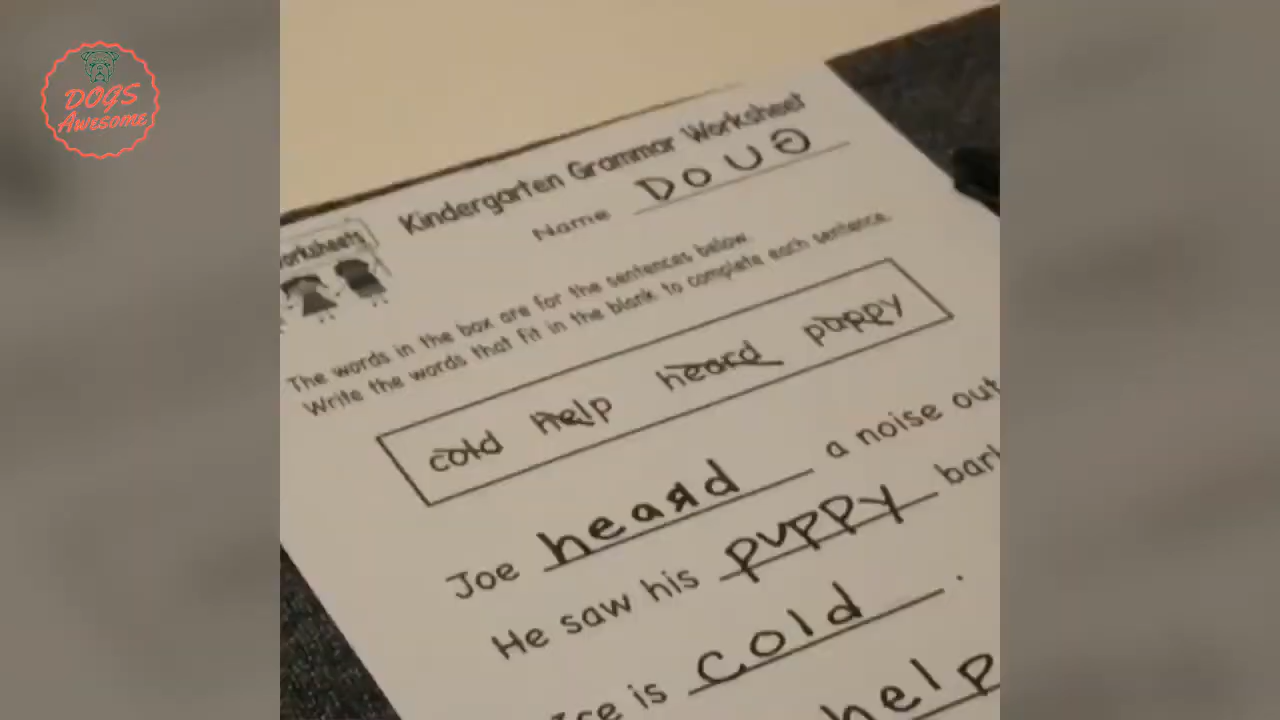 DOGS
AWESOME
Kindergarten Grammar Worksheet
Name DOUG
orksheets
The words in the box are for the sentences below.
Write the words that fit in the blank to complete each sentence.
cold help heard puppy
Joe heard a noise out
He saw his puppy bark
ce is cold.
help